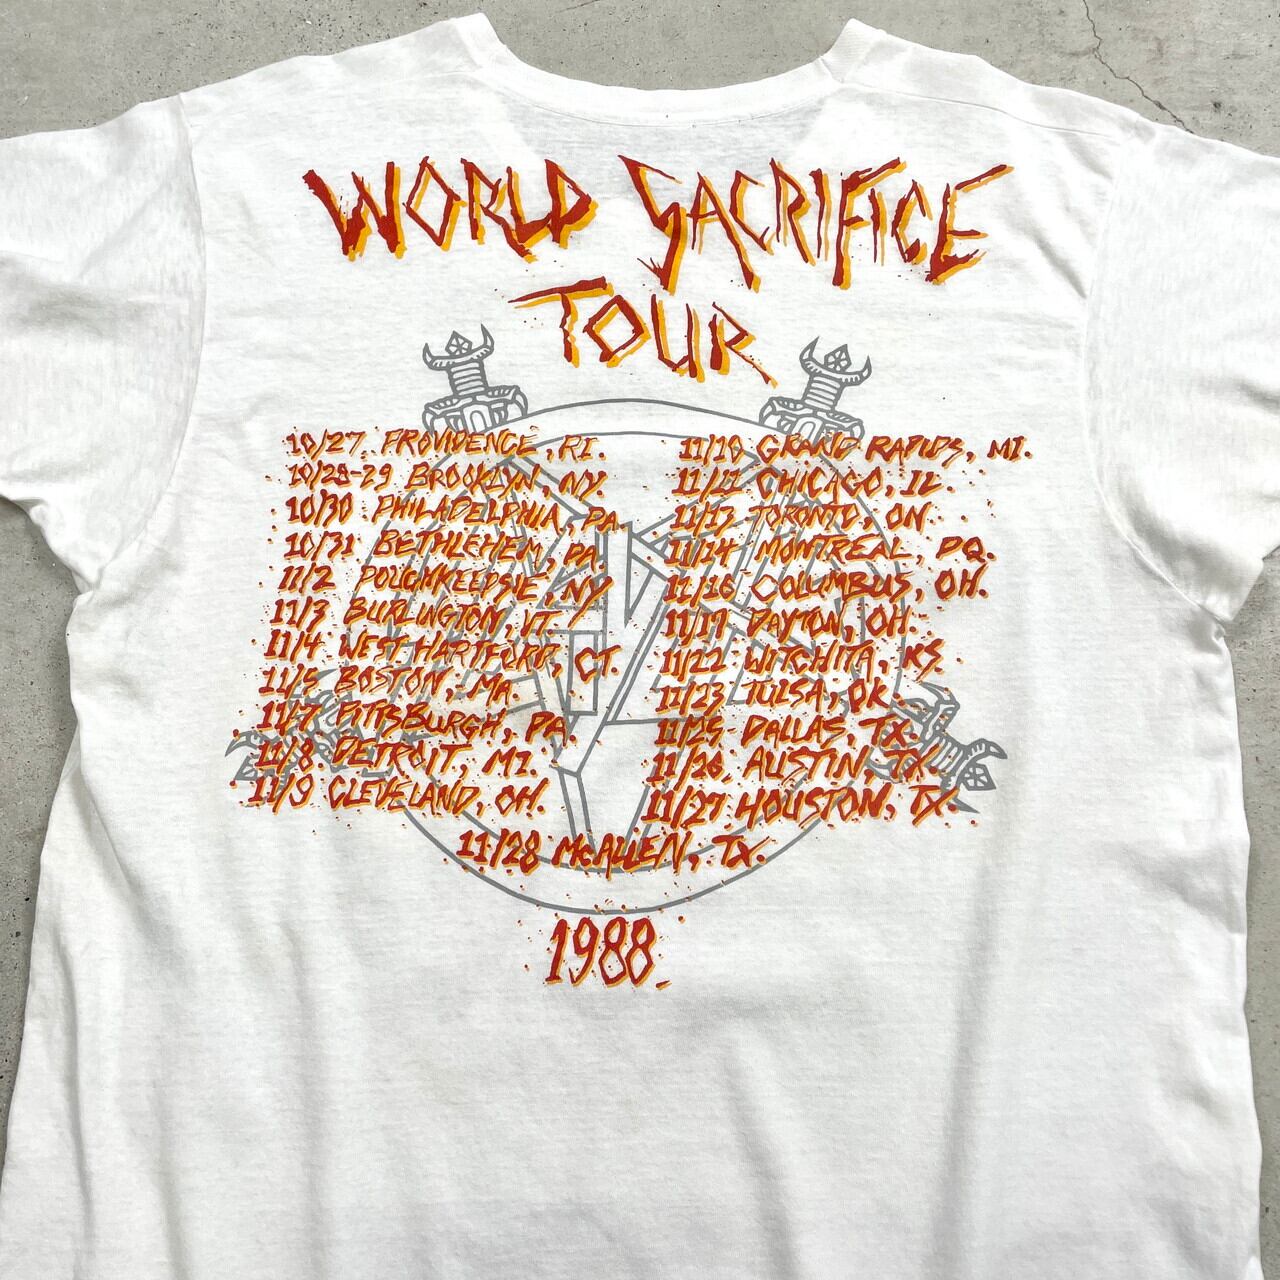 WORLD SACRIFICE
TOUR
10/27 PROVIDENCE, RI.
10/28-29 BROOKLYN, NY.
10/30 PHILADELPHIA, PA.
10/31 BETHLEHEM, PA.
11/2 POUGHKEEPSIE, NY
11/3 BURLINGTON, VT.
11/4 WEST HARTFORD, CT.
11/5 BOSTON, MA.
11/7 PITTSBURGH, PA
11/8 DETROIT, MI.
11/9 CLEVELAND, OH.
11/10 GRAND RAPIDS, MI.
11/11 CHICAGO, IL.
11/13 TORONTO, ON.
11/14 MONTREAL, PQ.
11/16 COLUMBUS, OH.
11/17 DAYTON, OH.
11/22 WITCHITA, KS.
11/23 TULSA, OK.
11/25 DALLAS, TX.
11/26 AUSTIN, TX.
11/27 HOUSTON, TX.
11/28 McALLEN, TX.
1988